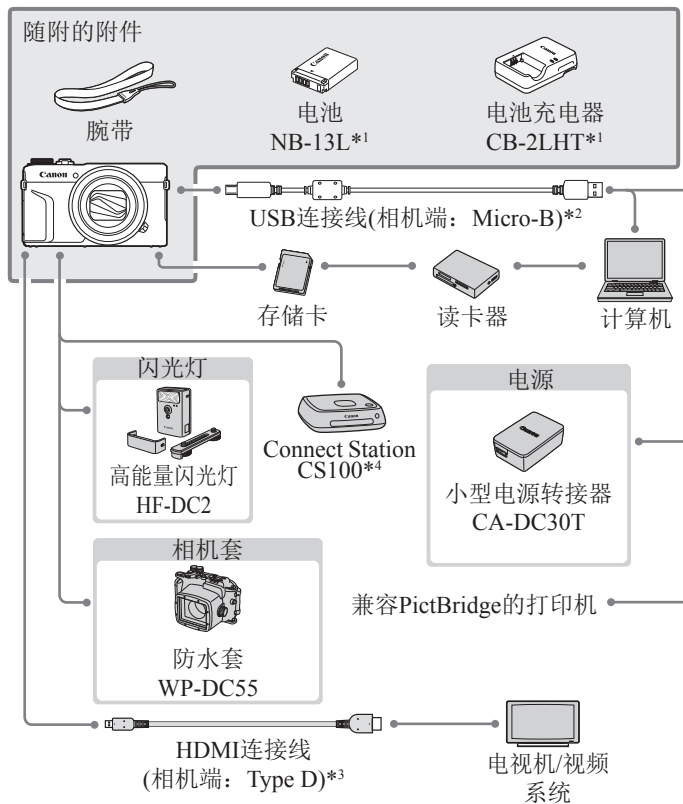 随附的附件
腕带
电池
NB-13L*1
电池充电器
CB-2LHT*1
Canon
USB连接线(相机端：Micro-B)*2
存储卡
读卡器
计算机
闪光灯
高能量闪光灯
HF-DC2
Connect Station
CS100*4
电源
小型电源转接器
CA-DC30T
相机套
防水套
WP-DC55
兼容PictBridge的打印机
HDMI连接线
(相机端：Type D)*3
电视机/视频
系统